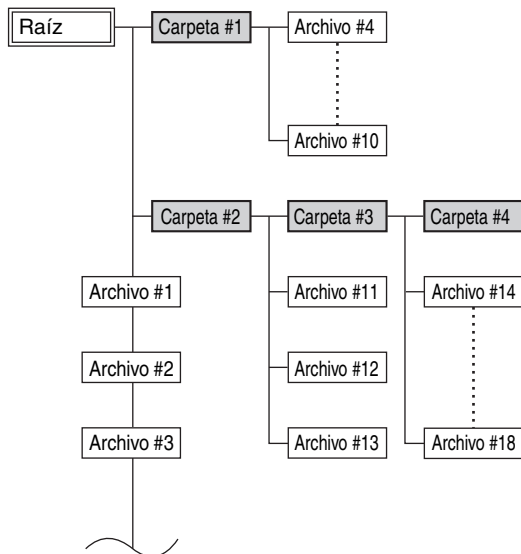 Raíz
Carpeta #1
Archivo #4
Archivo #10
Carpeta #2
Carpeta #3
Carpeta #4
Archivo #1
Archivo #11
Archivo #14
Archivo #2
Archivo #12
Archivo #3
Archivo #13
Archivo #18